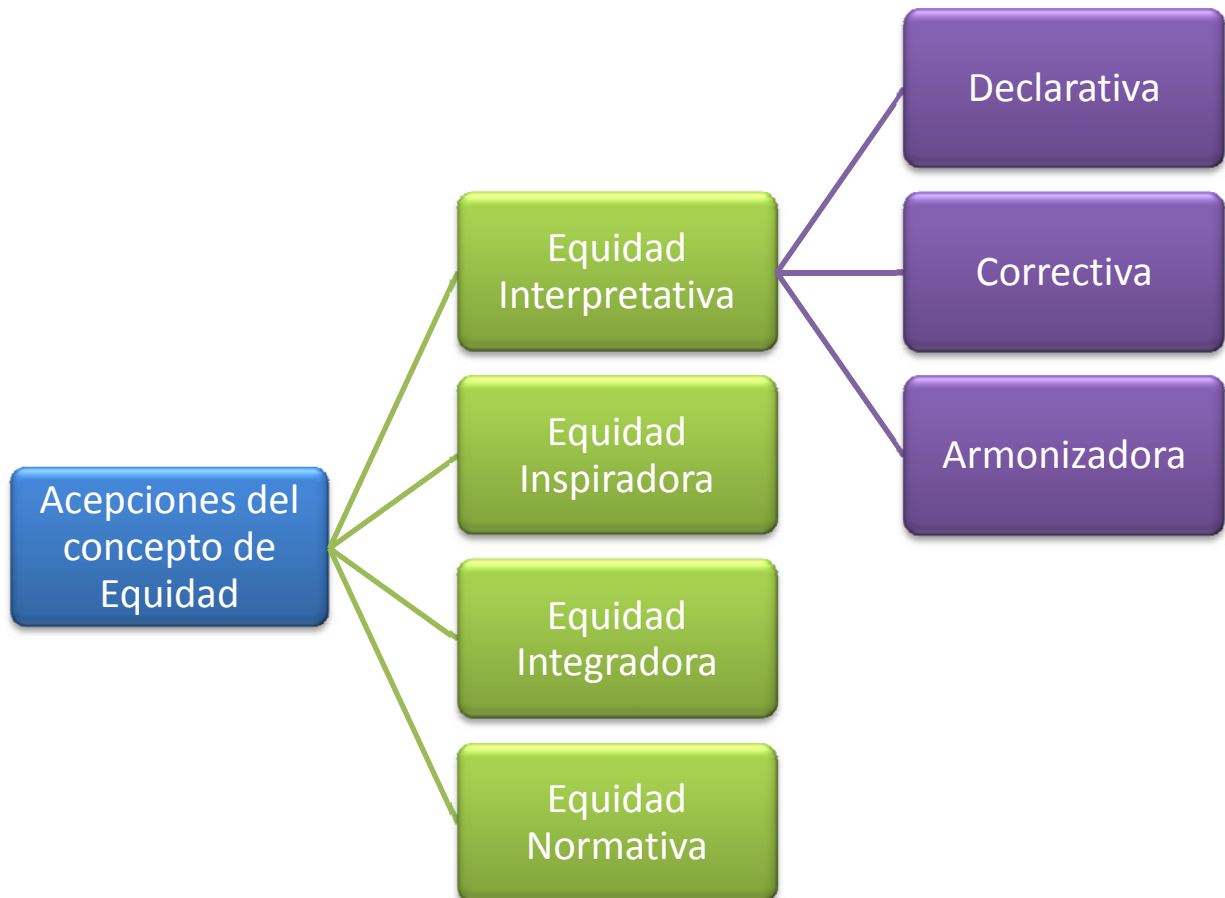 Acepciones del
concepto de
Equidad
Equidad
Interpretativa
Equidad
Inspiradora
Equidad
Integradora
Equidad
Normativa
Declarativa
Correctiva
Armonizadora